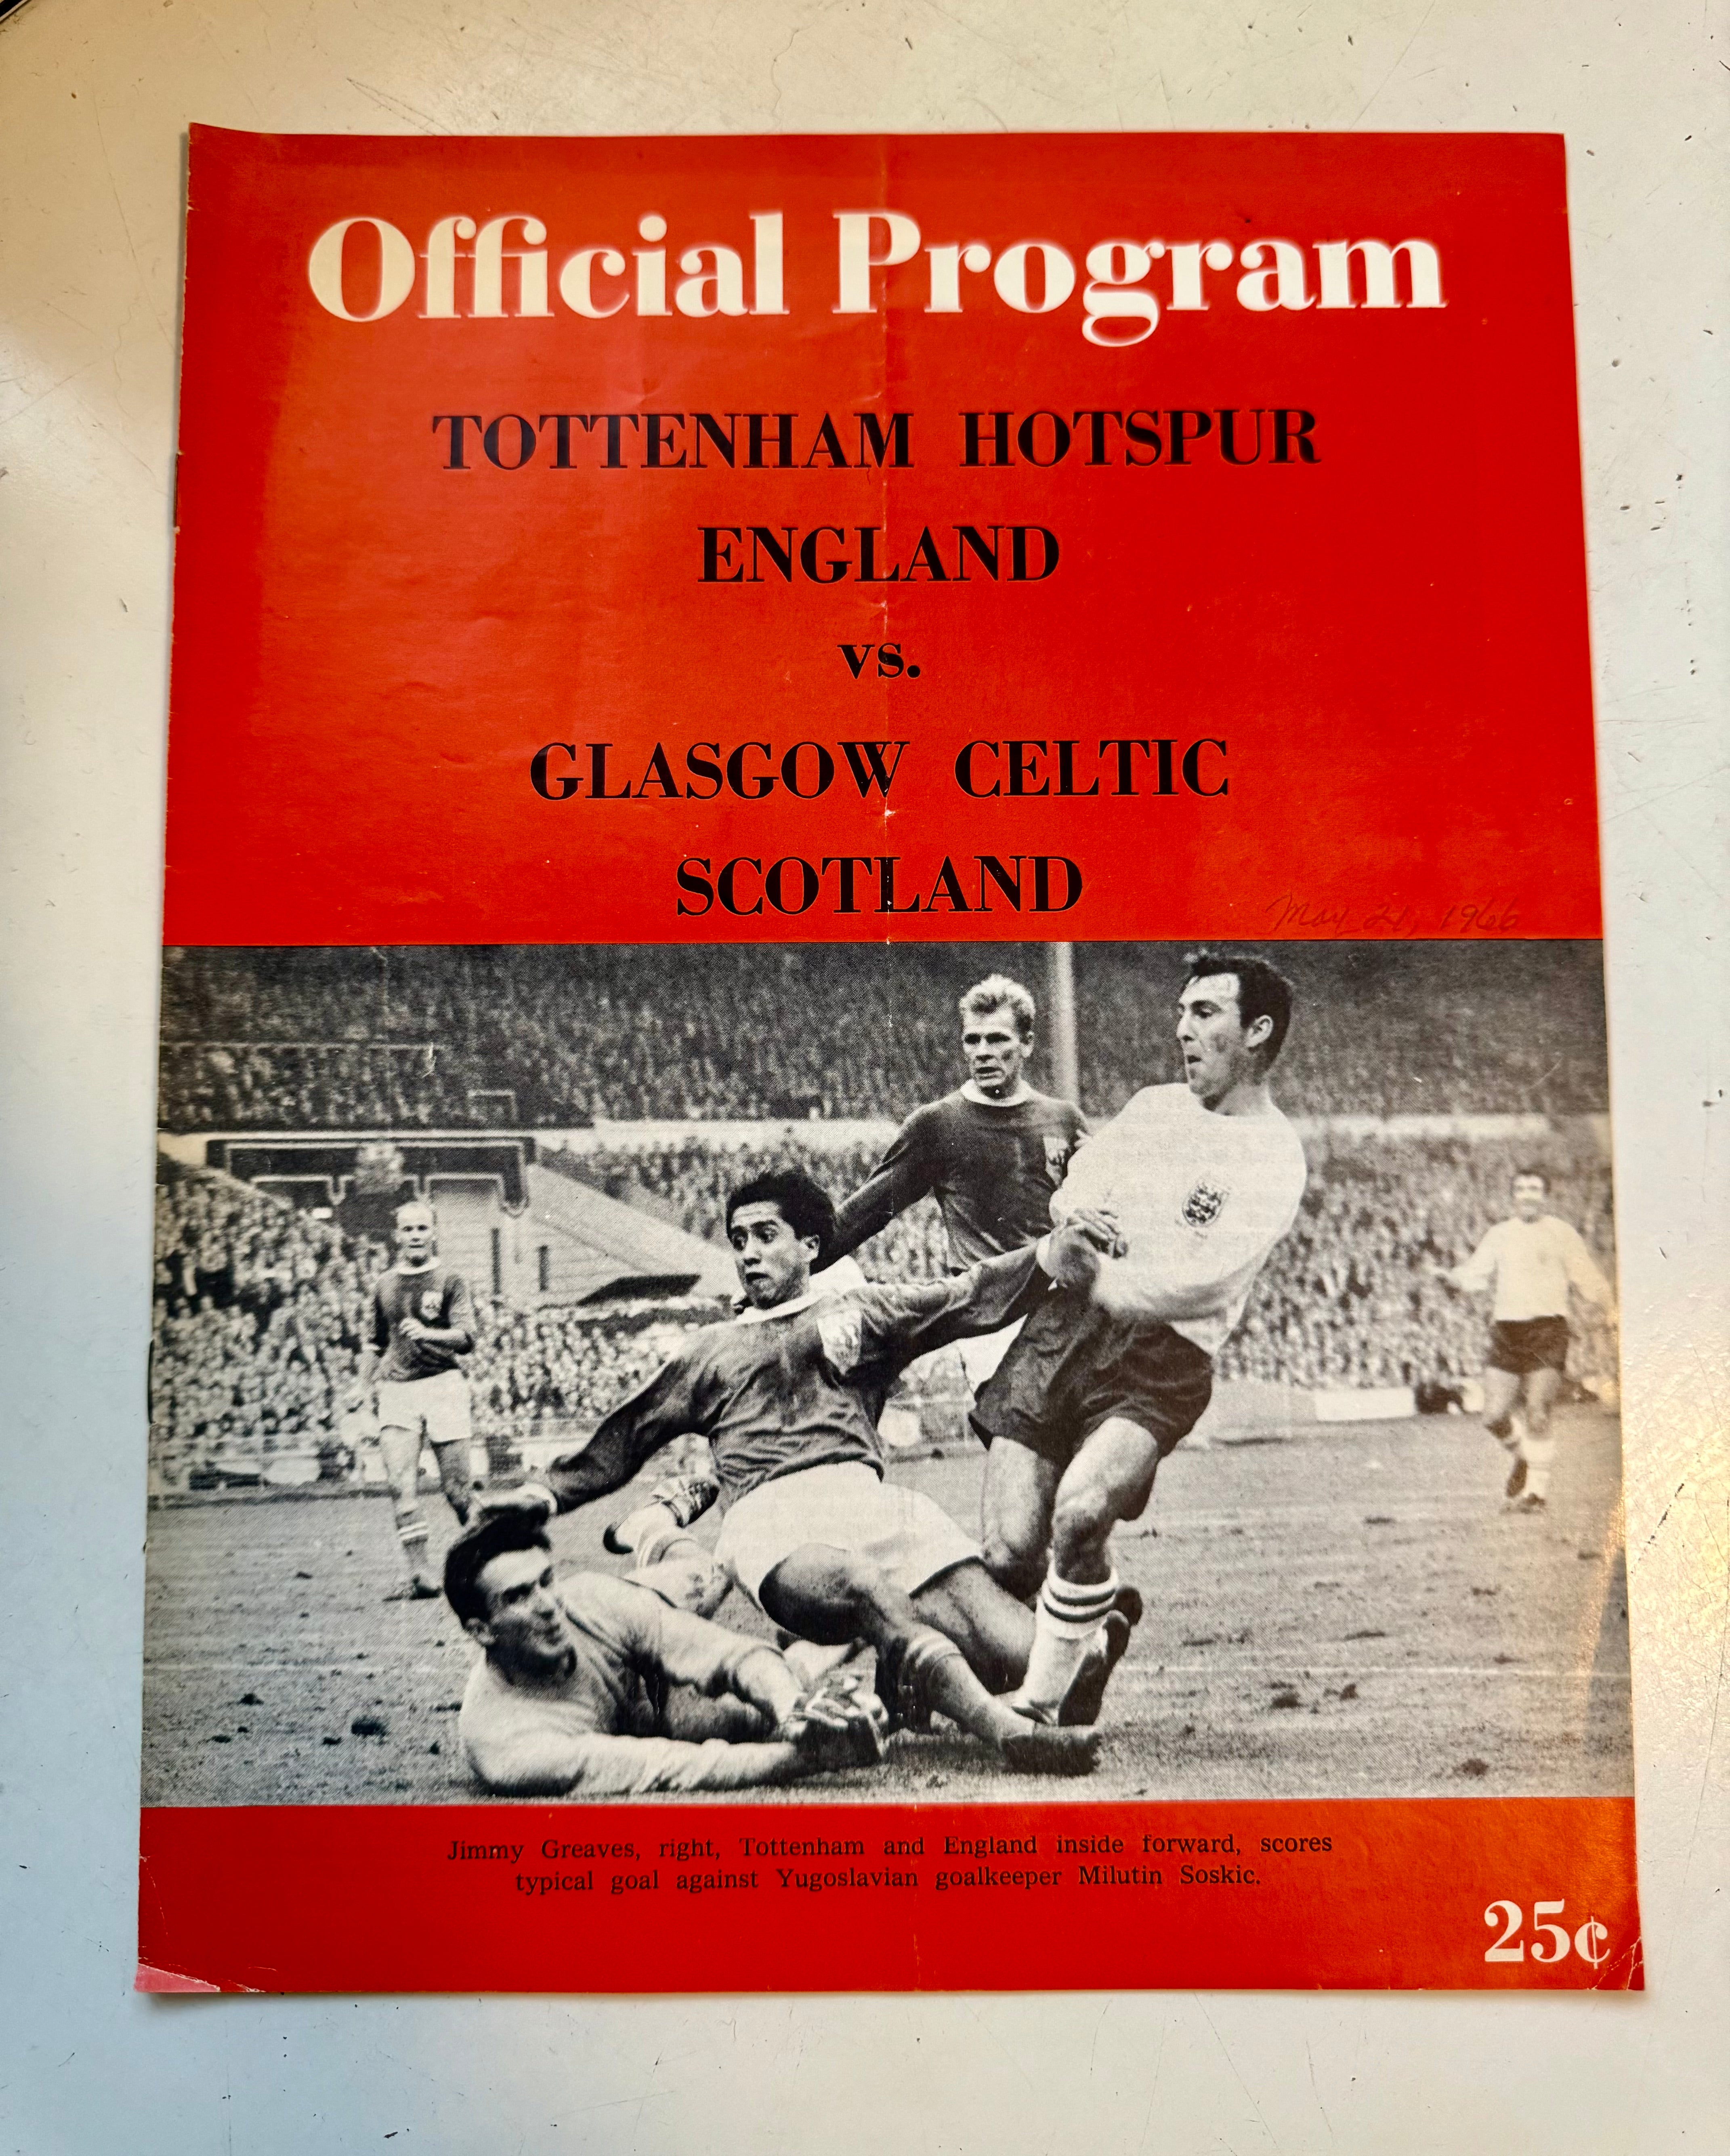 Official Program
TOTTENHAM HOTSPUR
ENGLAND
vs.
GLASGOW CELTIC
SCOTLAND
May 21, 1966
Jimmy Greaves, right, Tottenham and England inside forward, scores
typical goal against Yugoslavian goalkeeper Milutin Soskic.
25¢